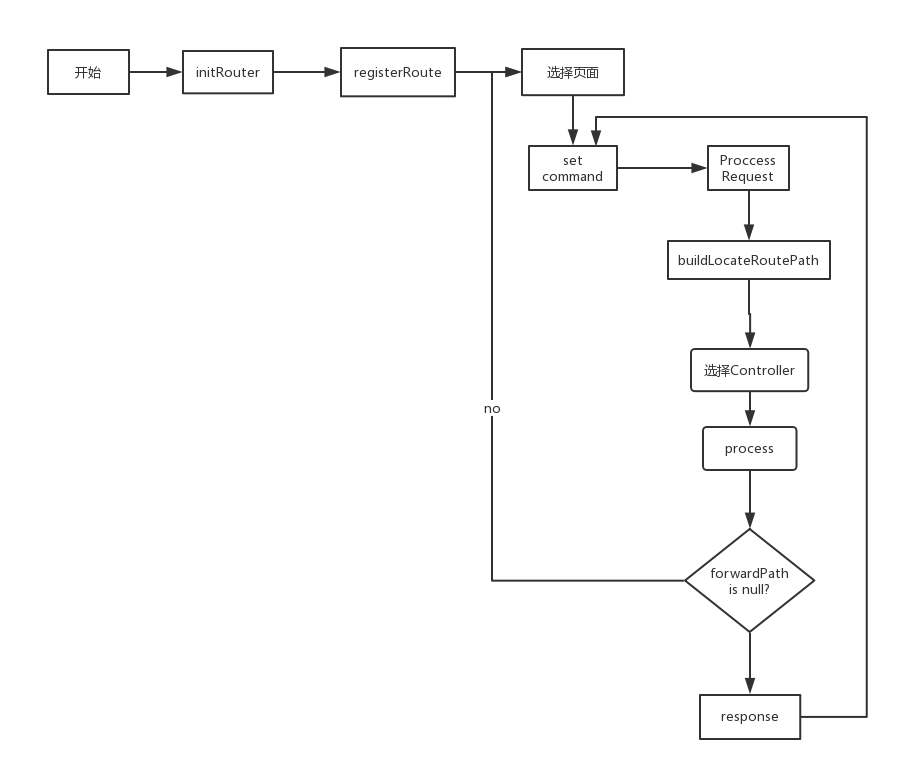 开始
initRouter
registerRoute
选择页面
set
command
Proccess
Request
buildLocateRoutePath
选择Controller
no
process
forwardPath
is null?
response